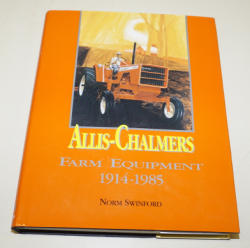 ALLIS-CHALMERS
FARM EQUIPMENT
1914-1985
NORM SWINFORD